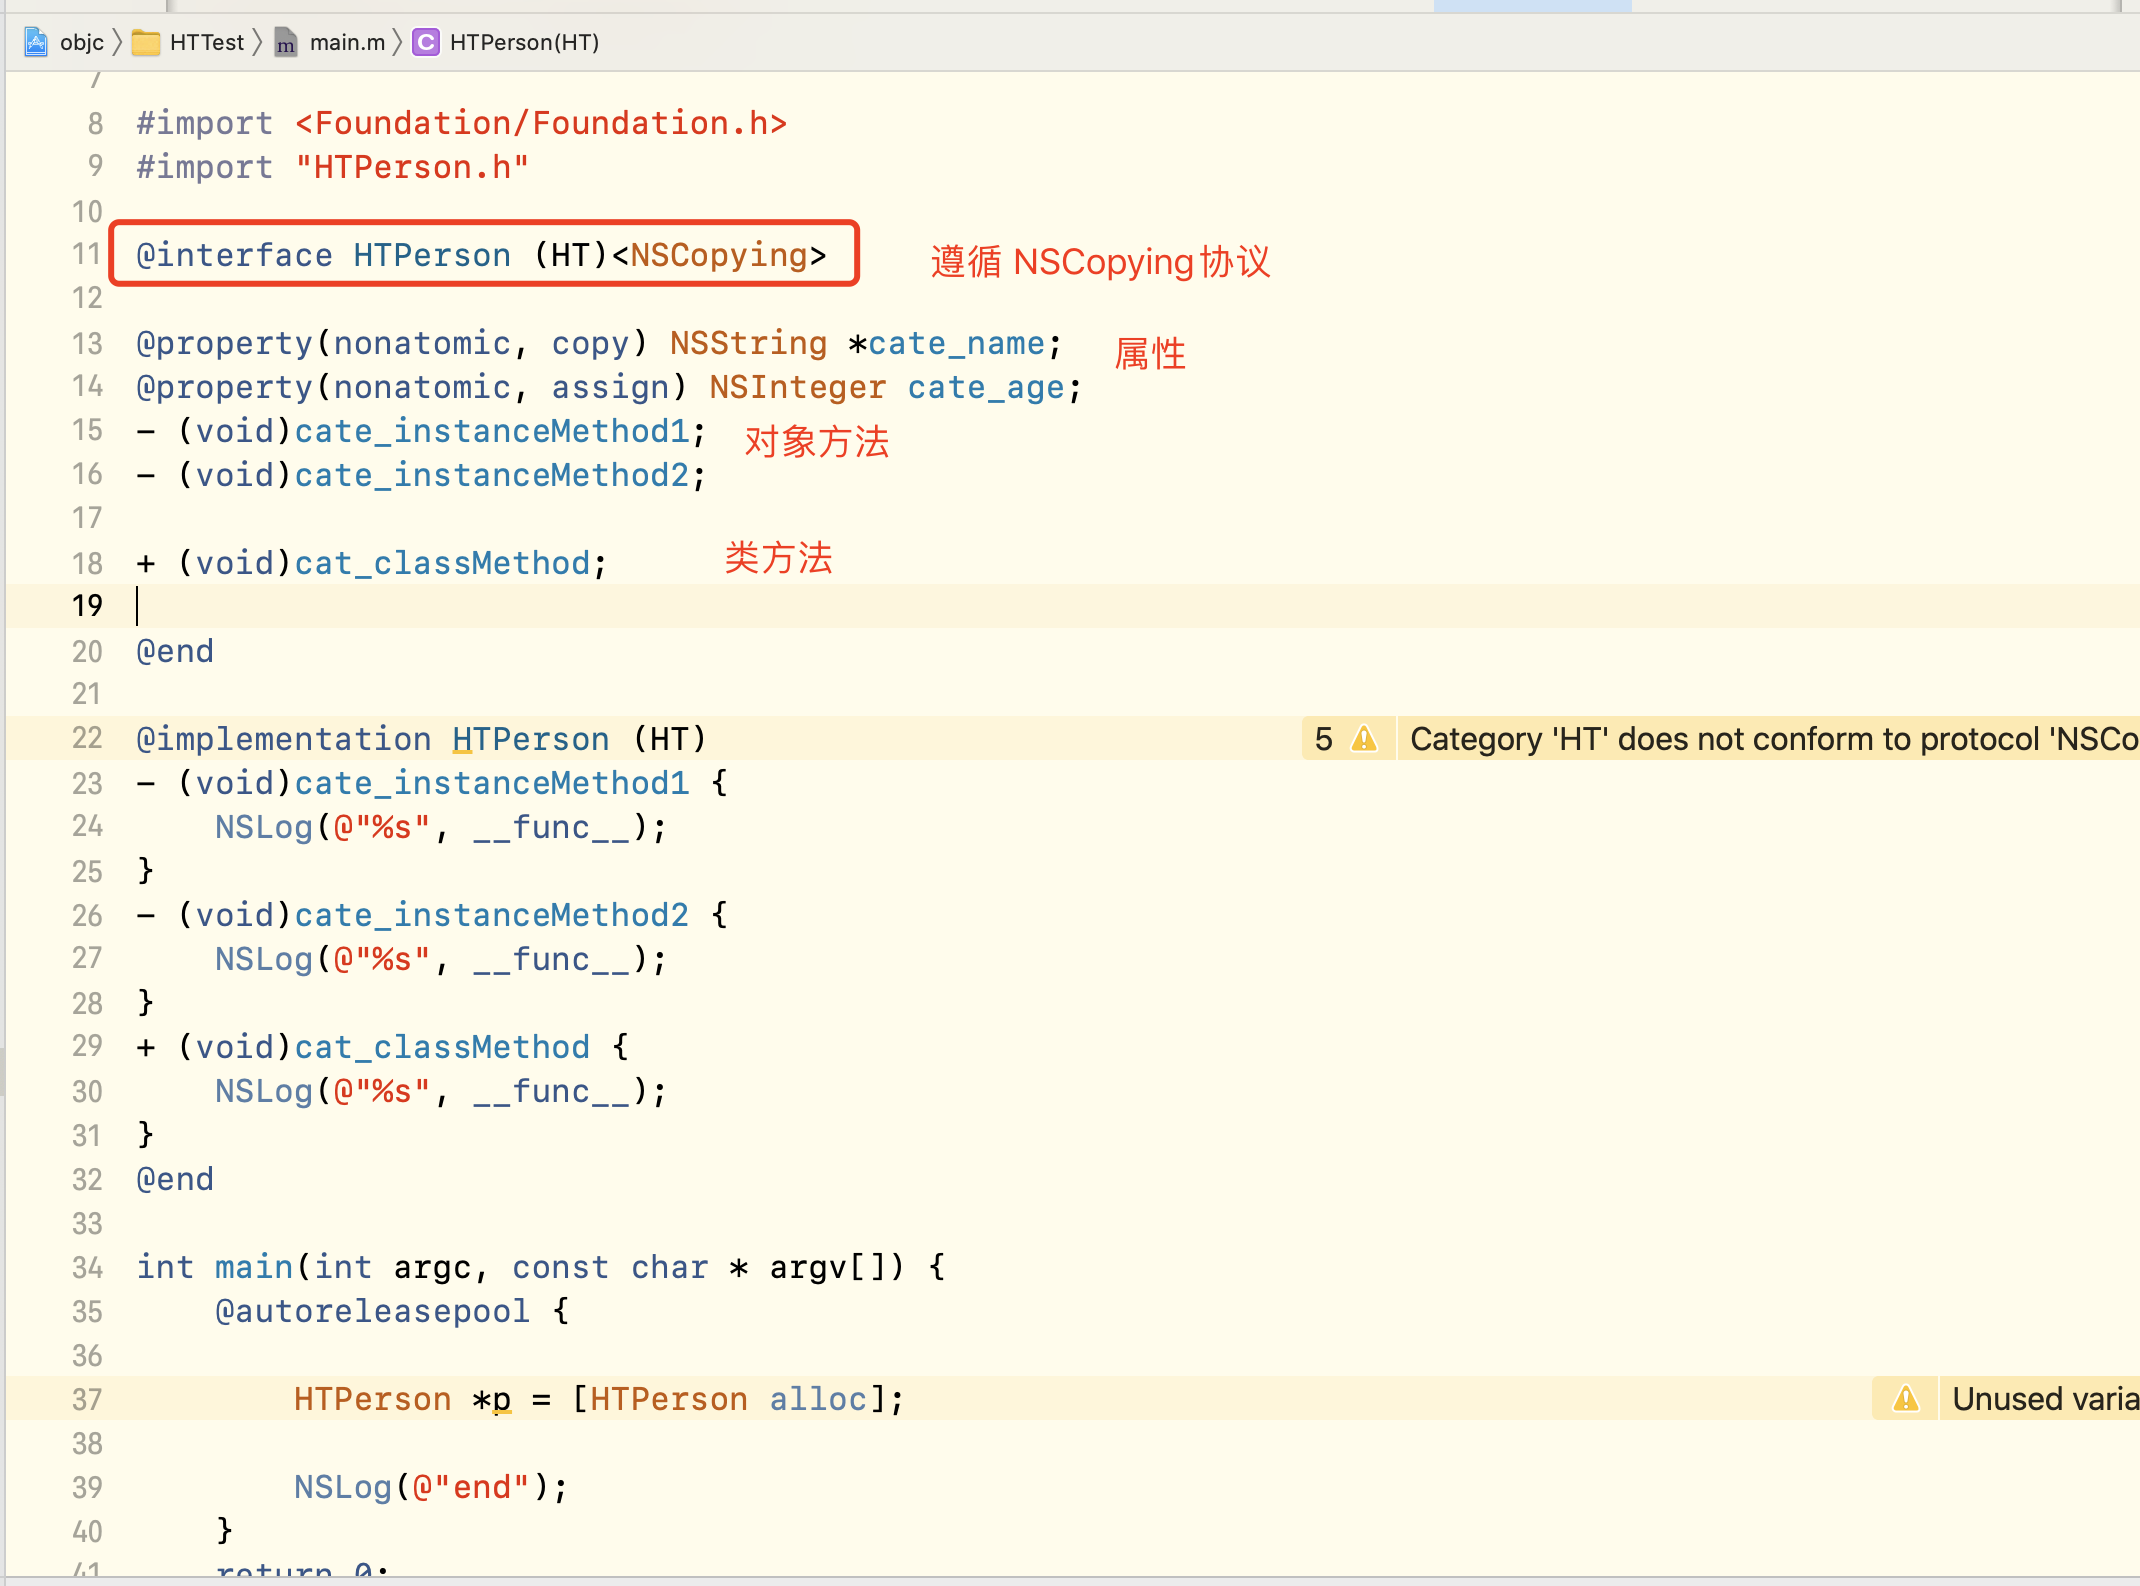 objc 〉 HTTest 〉 m main.m 〉 C HTPerson(HT)
7
8 #import <Foundation/Foundation.h>
9 #import "HTPerson.h"
10
11 @interface HTPerson (HT)<NSCopying> 遵循 NSCopying协议
12
13 @property(nonatomic, copy) NSString *cate_name; 属性
14 @property(nonatomic, assign) NSInteger cate_age;
15 - (void)cate_instanceMethod1; 对象方法
16 - (void)cate_instanceMethod2;
17
18 + (void)cat_classMethod; 类方法
19
20 @end
21
22 @implementation HTPerson (HT) 5 Category 'HT' does not conform to protocol 'NSCo
23 - (void)cate_instanceMethod1 {
24 NSLog(@"%s", __func__);
25 }
26 - (void)cate_instanceMethod2 {
27 NSLog(@"%s", __func__);
28 }
29 + (void)cat_classMethod {
30 NSLog(@"%s", __func__);
31 }
32 @end
33
34 int main(int argc, const char * argv[]) {
35 @autoreleasepool {
36
37 HTPerson *p = [HTPerson alloc]; Unused varia
38
39 NSLog(@"end");
40 }
41 return 0;